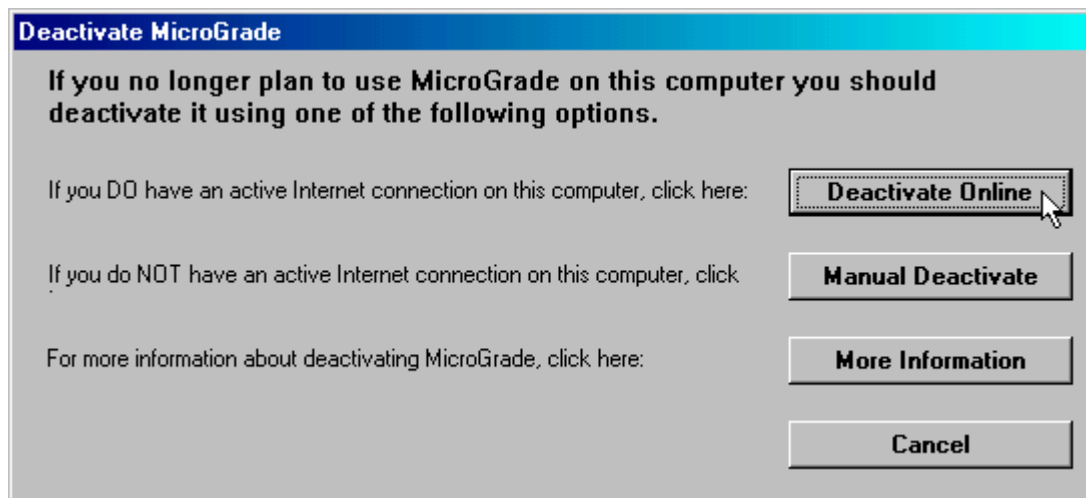 Deactivate MicroGrade
If you no longer plan to use MicroGrade on this computer you should
deactivate it using one of the following options.
If you DO have an active Internet connection on this computer, click here:
Deactivate Online
If you do NOT have an active Internet connection on this computer, click
Manual Deactivate
For more information about deactivating MicroGrade, click here:
More Information
Cancel